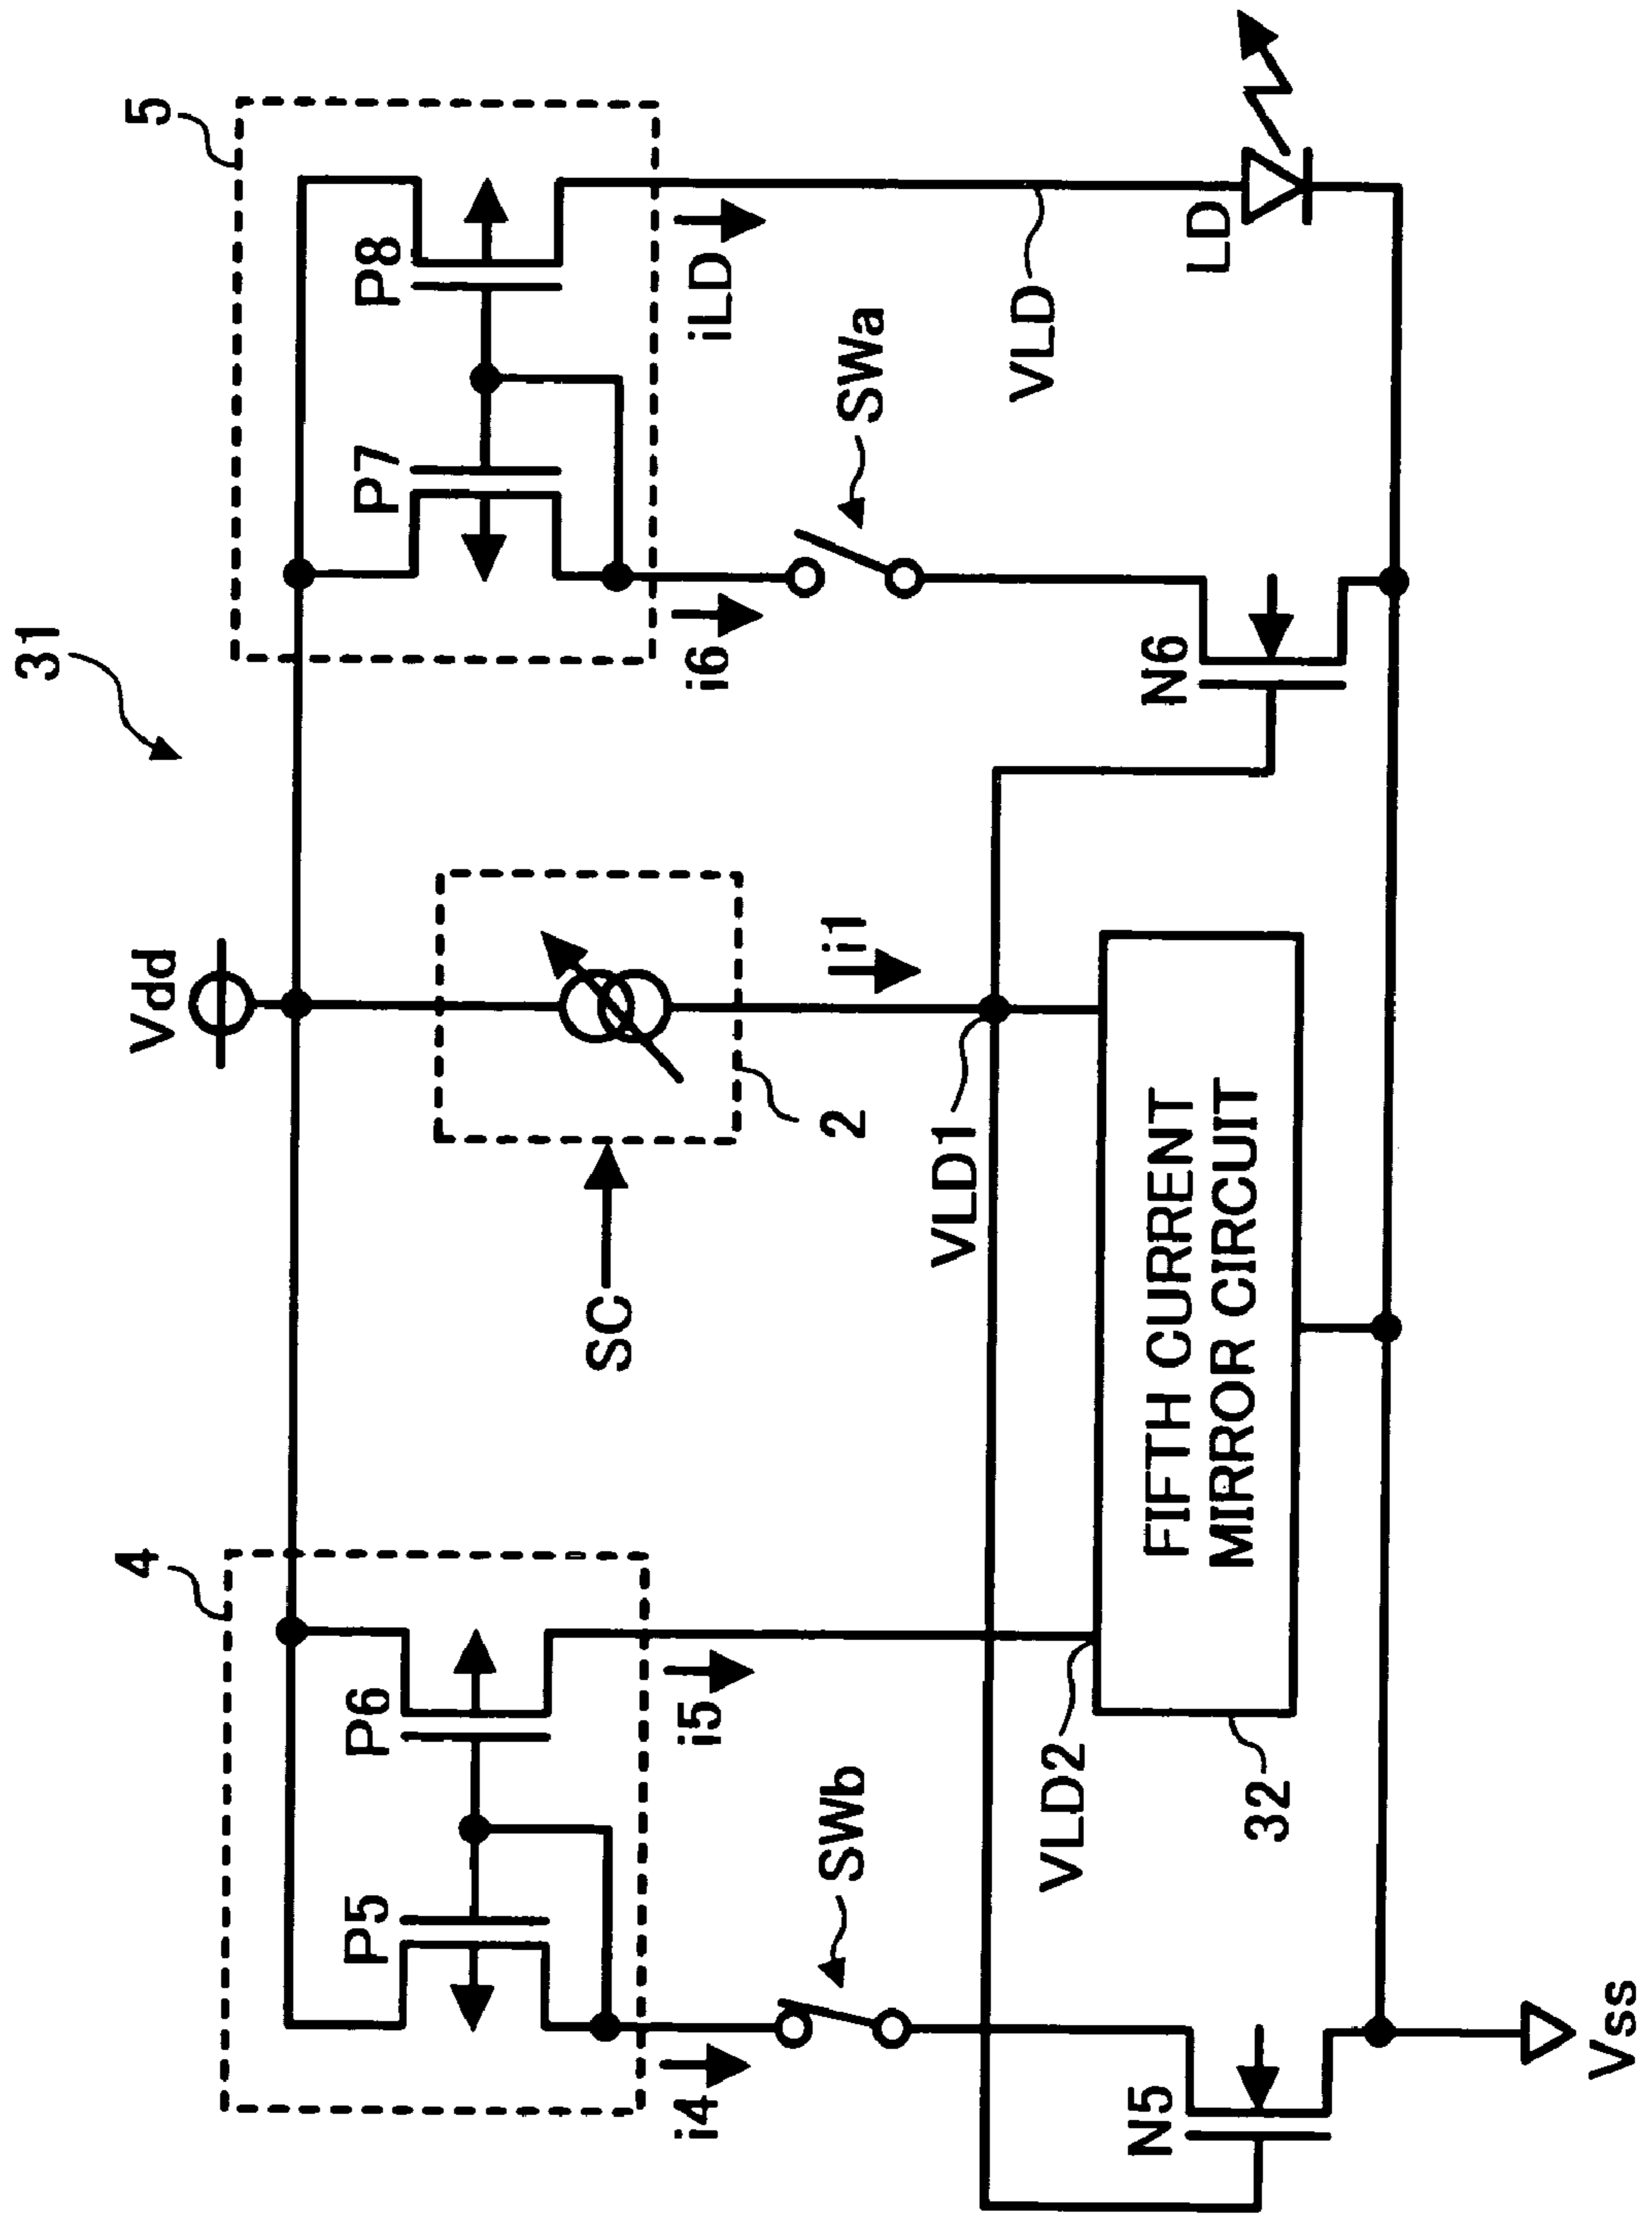 31
Vdd
4
5
P5
P6
P7
P8
SC
2
i4
i5
i1
i6
iLD
SWb
SWa
VLD2
VLD1
VLD
N5
FIFTH CURRENT
MIRROR CIRCUIT
N6
LD
32
Vss